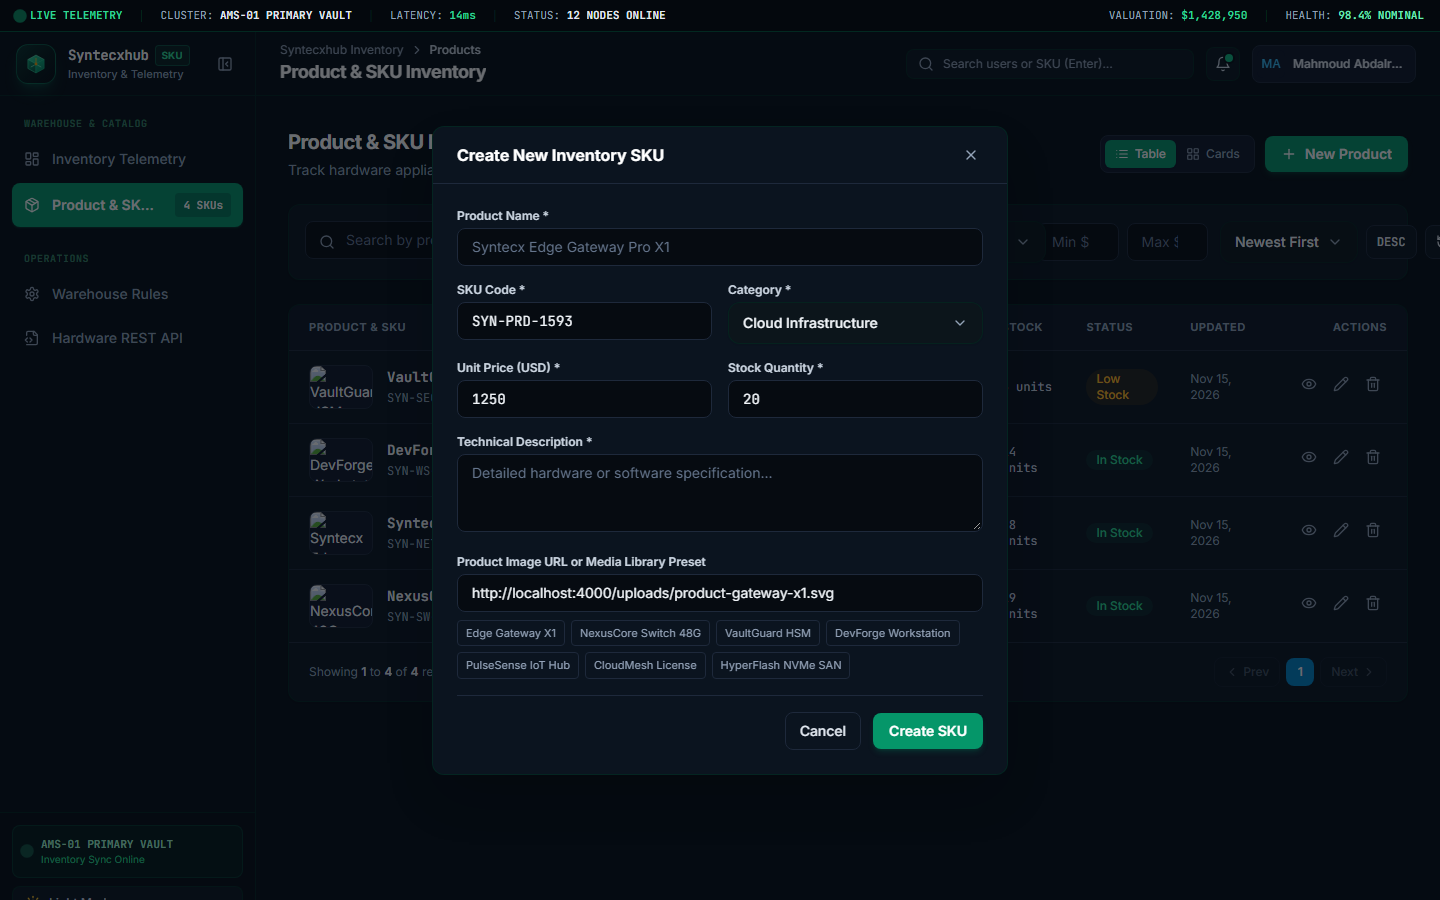 LIVE TELEMETRY CLUSTER: AMS-01 PRIMARY VAULT LATENCY: 14ms STATUS: 12 NODES ONLINE VALUATION: $1,428,950 HEALTH: 98.4% NOMINAL
Syntecxhub SKU
Inventory & Telemetry
Syntecxhub Inventory > Products
Product & SKU Inventory
Search users or SKU (Enter)...
MA Mahmoud Abdalr...
WAREHOUSE & CATALOG
Inventory Telemetry
Product & SK... 4 SKUs
OPERATIONS
Warehouse Rules
Hardware REST API
AMS-01 PRIMARY VAULT
Inventory Sync Online
Product & SKU
Track hardware
Table Cards
+ New Product
Search by
Min $ Max $ Newest First DESC
PRODUCT & SKU STATUS UPDATED ACTIONS
units Low Stock Nov 15, 2026
In Stock Nov 15, 2026
Syntecx
In Stock Nov 15, 2026
In Stock Nov 15, 2026
Showing 1 to 4 of 4
Prev 1 Next
Create New Inventory SKU
Product Name *
Syntecx Edge Gateway Pro X1
SKU Code * Category *
SYN-PRD-1593 Cloud Infrastructure
Unit Price (USD) * Stock Quantity *
1250 20
Technical Description *
Detailed hardware or software specification...
Product Image URL or Media Library Preset
http://localhost:4000/uploads/product-gateway-x1.svg
Edge Gateway X1 NexusCore Switch 48G VaultGuard HSM DevForge Workstation
PulseSense IoT Hub CloudMesh License HyperFlash NVMe SAN
Cancel Create SKU